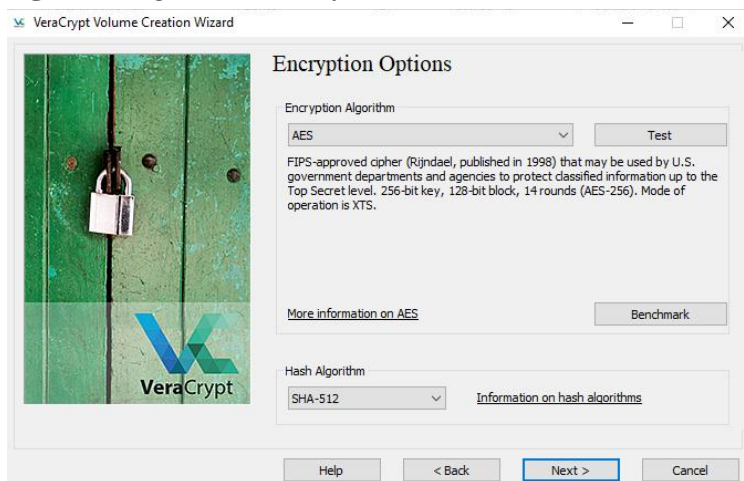 VeraCrypt Volume Creation Wizard
Encryption Options
Encryption Algorithm
AES
Test
FIPS-approved cipher (Rijndael, published in 1998) that may be used by U.S.
government departments and agencies to protect classified information up to the
Top Secret level. 256-bit key, 128-bit block, 14 rounds (AES-256). Mode of
operation is XTS.
More information on AES
Benchmark
VeraCrypt
Hash Algorithm
SHA-512
Information on hash algorithms
Help
< Back
Next >
Cancel